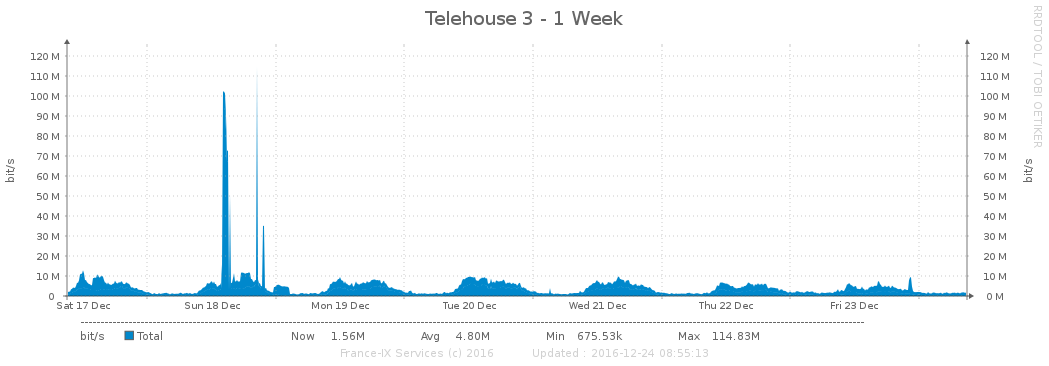 Telehouse 3 - 1 Week
RRDTOOL / TOBI OETIKER
120 M 120 M
110 M 110 M
100 M 100 M
90 M 90 M
80 M 80 M
70 M 70 M
60 M 60 M
50 M 50 M
40 M 40 M
30 M 30 M
20 M 20 M
10 M 10 M
0 0 M
bit/s
bit/s
Sat 17 Dec Sun 18 Dec Mon 19 Dec Tue 20 Dec Wed 21 Dec Thu 22 Dec Fri 23 Dec
bit/s Total Now 1.56M Avg 4.80M Min 675.53k Max 114.83M
France-IX Services (c) 2016 Updated : 2016-12-24 08:55:13